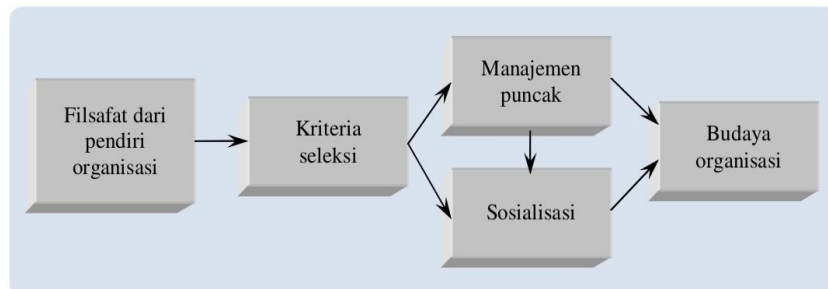 Filsafat dari
pendiri
organisasi
Kriteria
seleksi
Manajemen
puncak
Sosialisasi
Budaya
organisasi